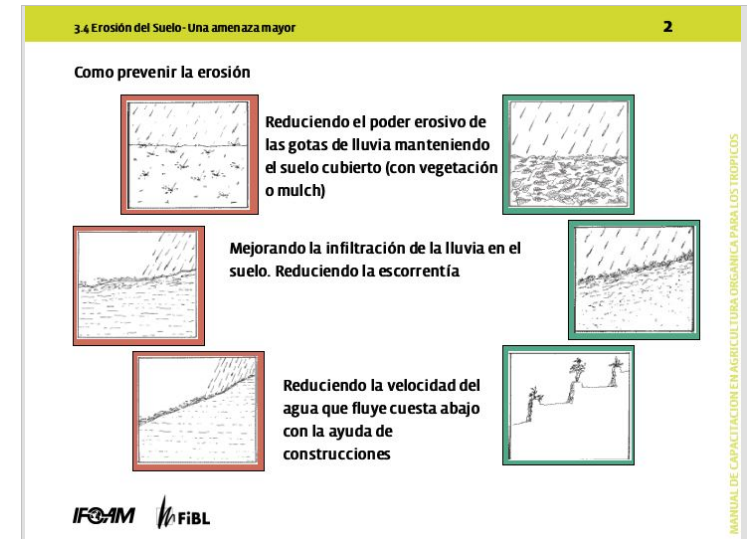 3.4 Erosión del Suelo- Una amenaza mayor
2
Como prevenir la erosión
Reduciendo el poder erosivo de
las gotas de lluvia manteniendo
el suelo cubierto (con vegetación
o mulch)
Mejorando la infiltración de la lluvia en el
suelo. Reduciendo la escorrentía
Reduciendo la velocidad del
agua que fluye cuesta abajo
con la ayuda de
construcciones
IFOAM
FiBL
MANUAL DE CAPACITACION EN AGRICULTURA ORGANICA PARA LOS TROPICOS